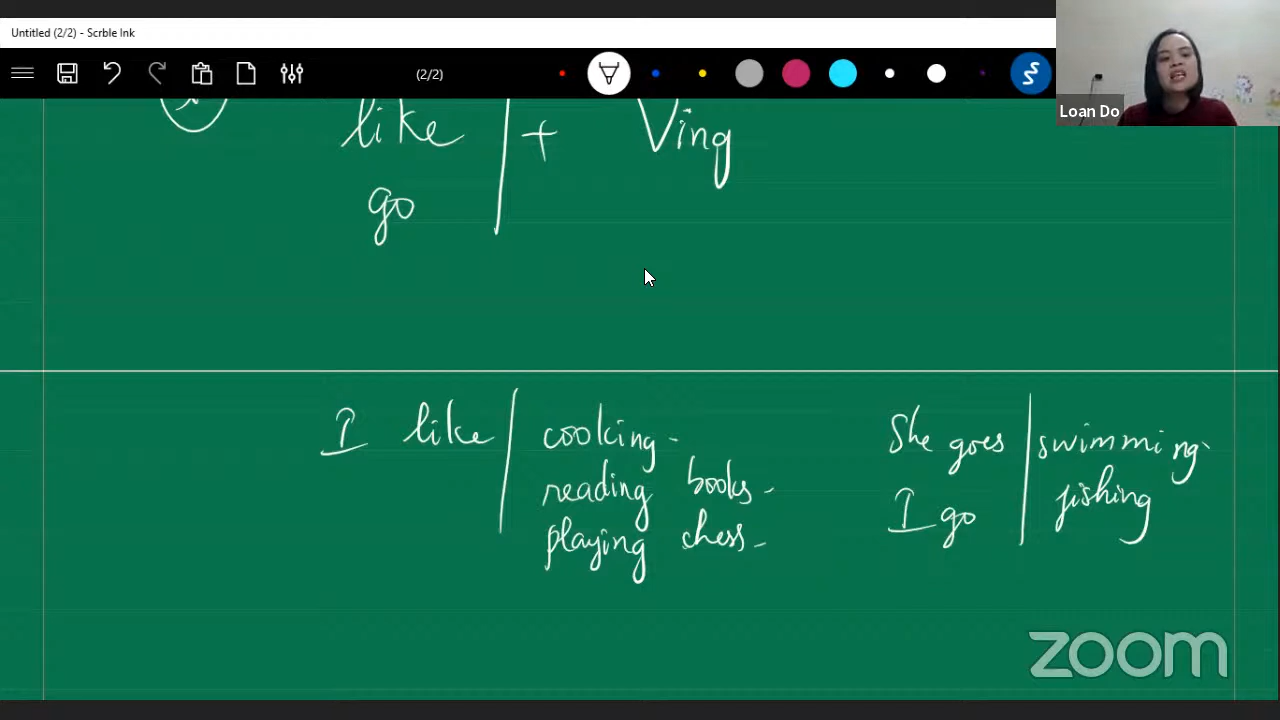 Untitled (2/2) - Scrble Ink
(2/2)
Loan Do
like + Ving
go
I like cooking.
reading books.
playing chess.
She goes swimming.
I go fishing
zoom